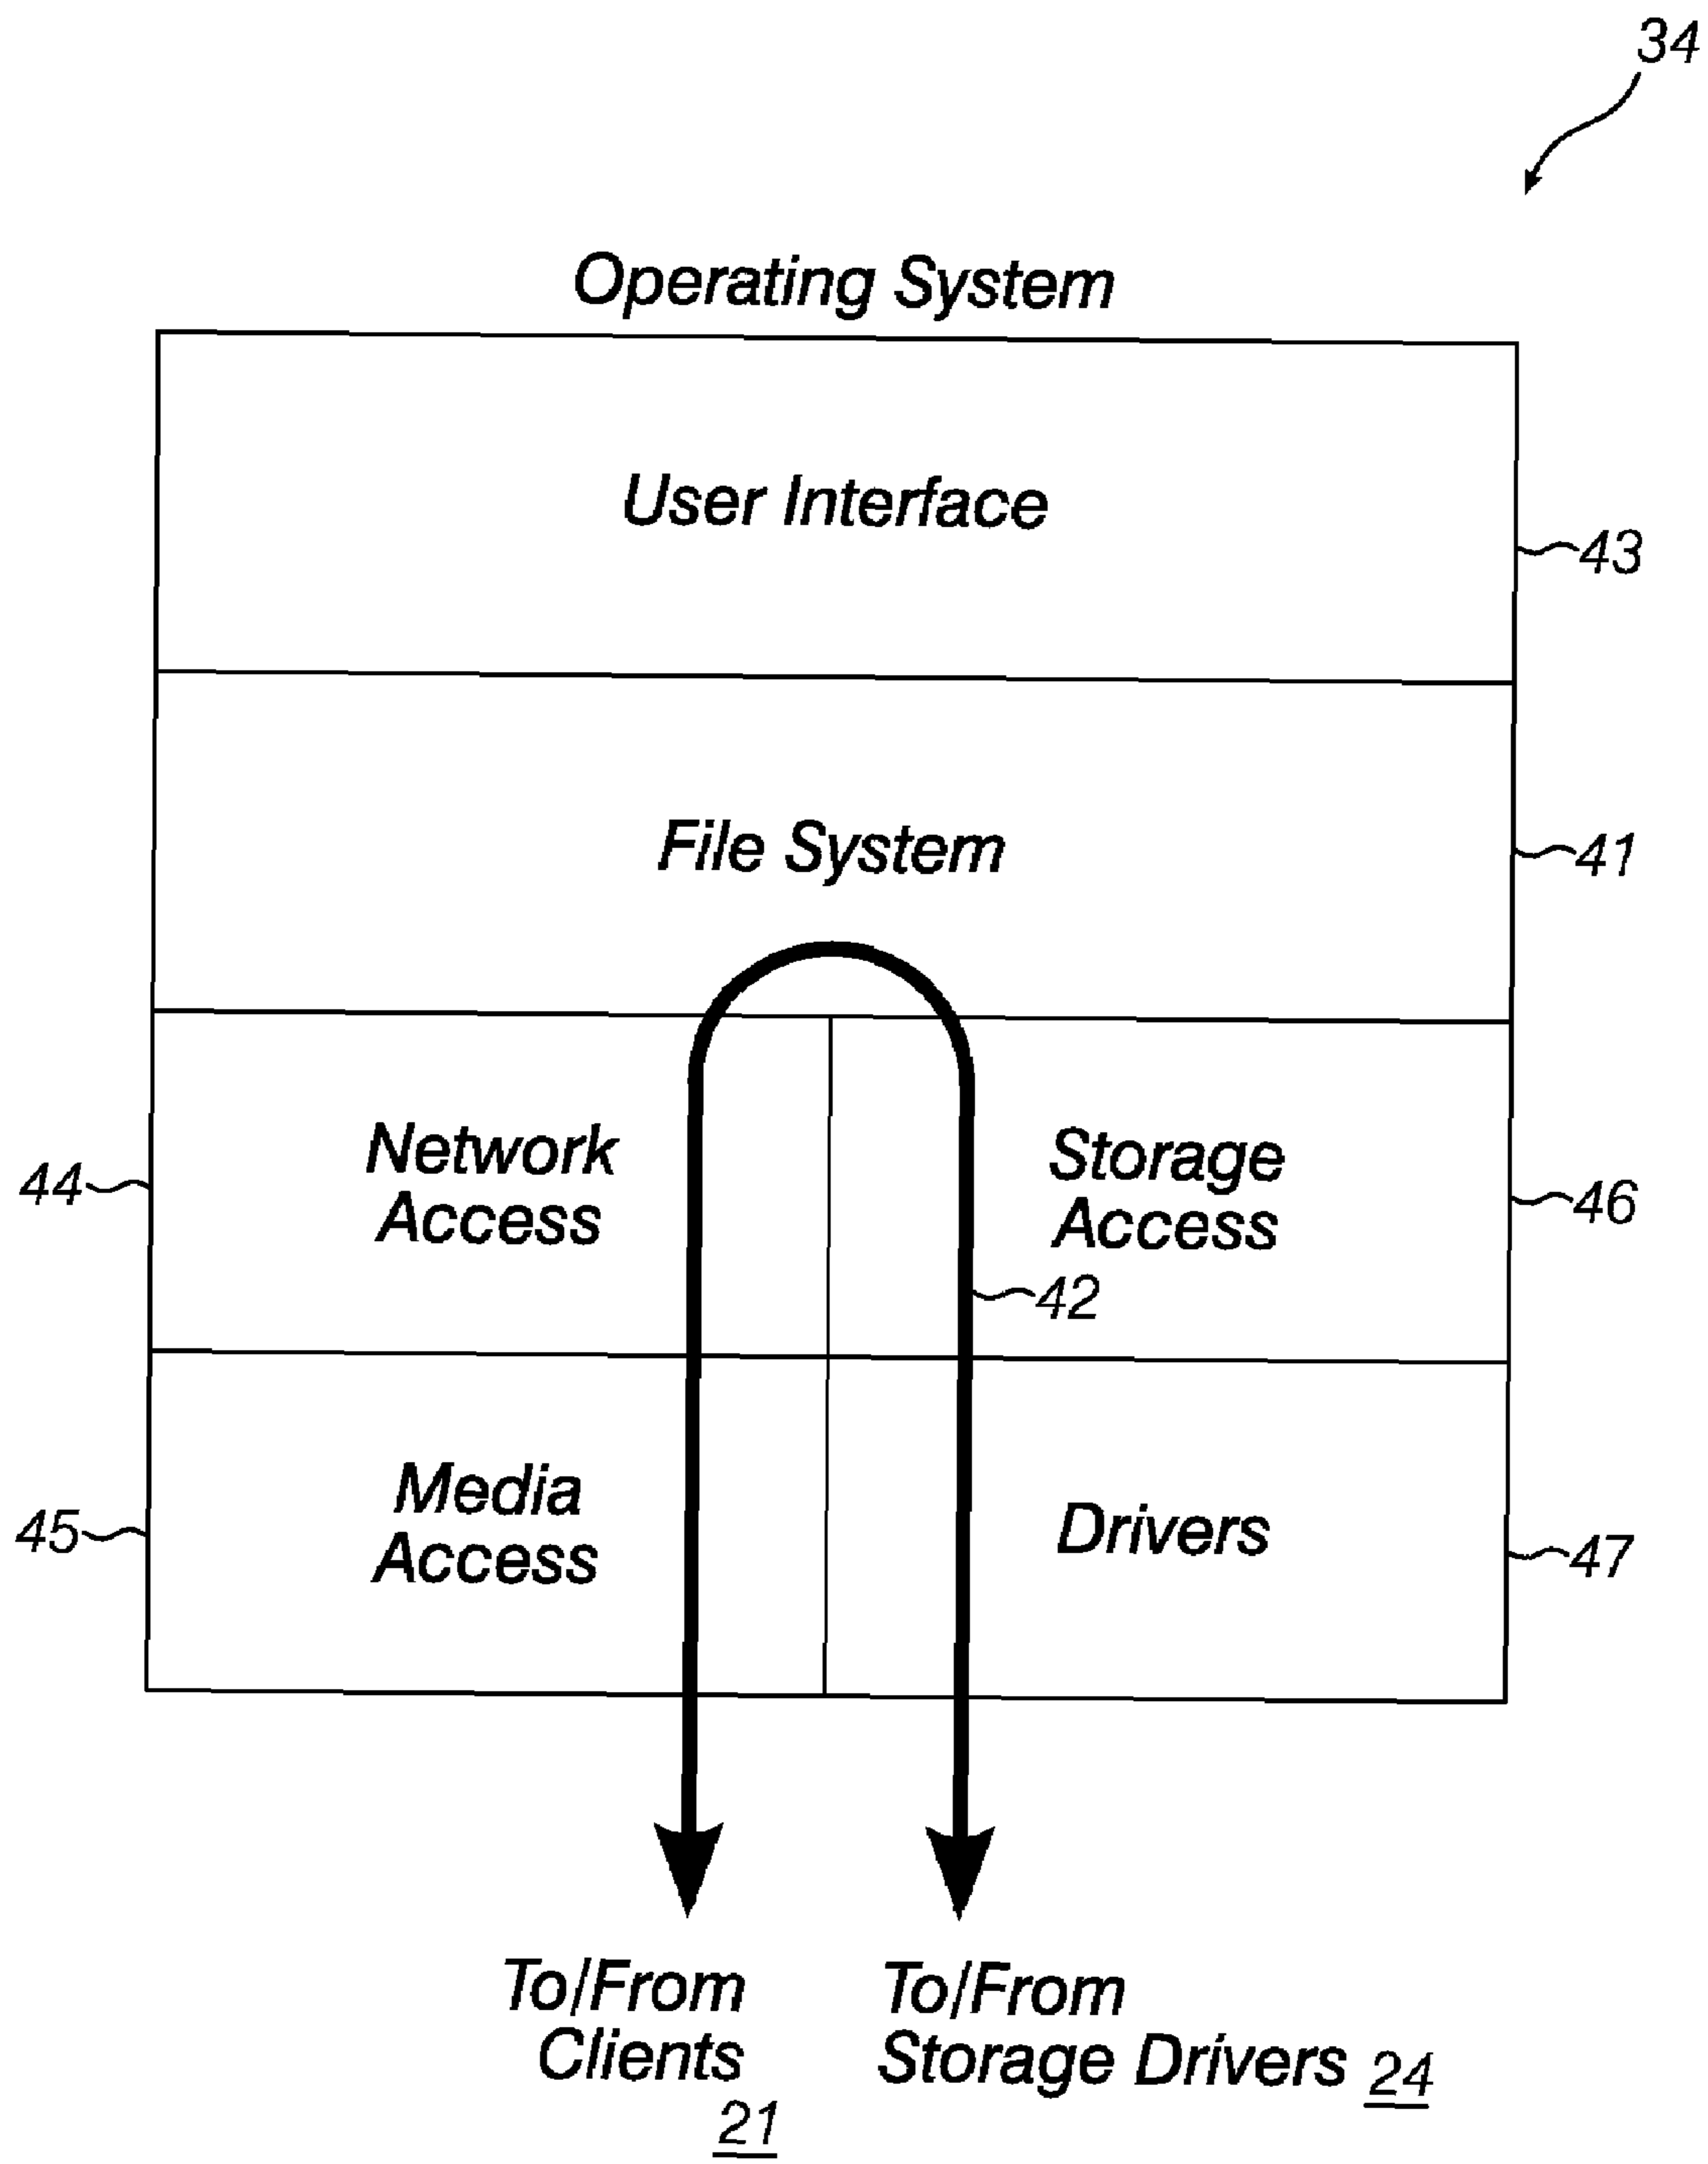 34
Operating System
User Interface
43
File System
41
Network
Access
44
Storage
Access
46
42
Media
Access
45
Drivers
47
To/From
Clients
21
To/From
Storage Drivers 24